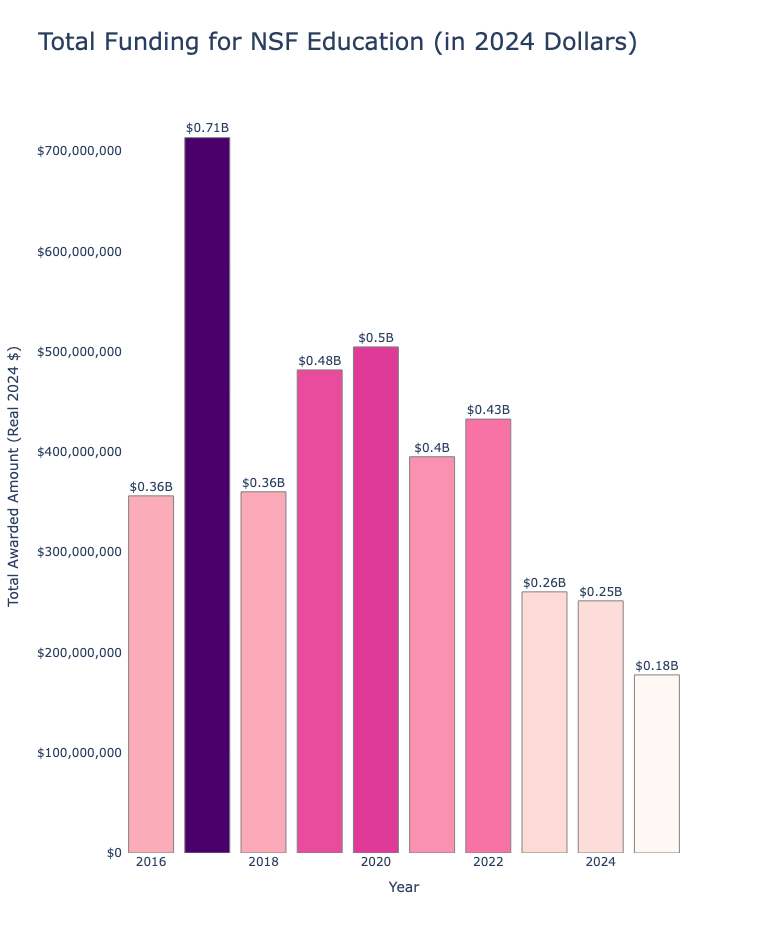 Total Funding for NSF Education (in 2024 Dollars)
$0.71B
$700,000,000
$600,000,000
$500,000,000
$400,000,000
$300,000,000
$200,000,000
$100,000,000
$0
Total Awarded Amount (Real 2024 $)
$0.36B
$0.36B
$0.48B
$0.5B
$0.4B
$0.43B
$0.26B
$0.25B
$0.18B
2016
2018
2020
2022
2024
Year